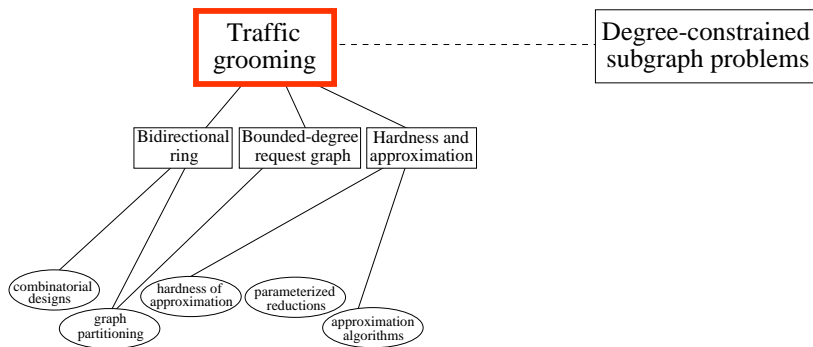 Traffic
grooming
Degree-constrained
subgraph problems
Bidirectional
ring
Bounded-degree
request graph
Hardness and
approximation
combinatorial
designs
graph
partitioning
hardness of
approximation
parameterized
reductions
approximation
algorithms